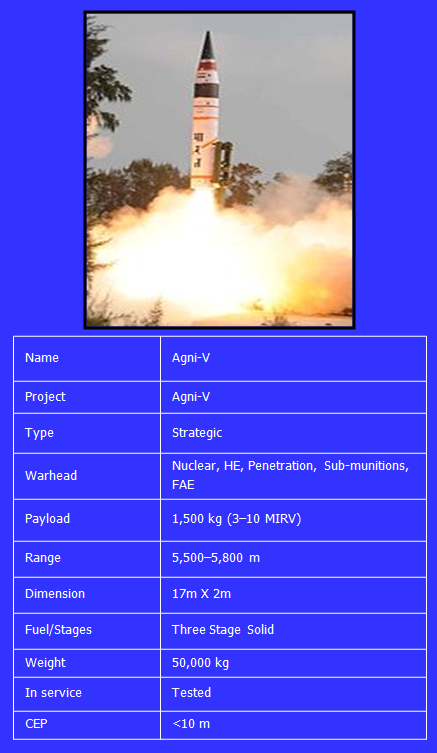 भारत
Name Agni-V
Project Agni-V
Type Strategic
Warhead Nuclear, HE, Penetration, Sub-munitions,
FAE
Payload 1,500 kg (3–10 MIRV)
Range 5,500–5,800 m
Dimension 17m X 2m
Fuel/Stages Three Stage Solid
Weight 50,000 kg
In service Tested
CEP <10 m